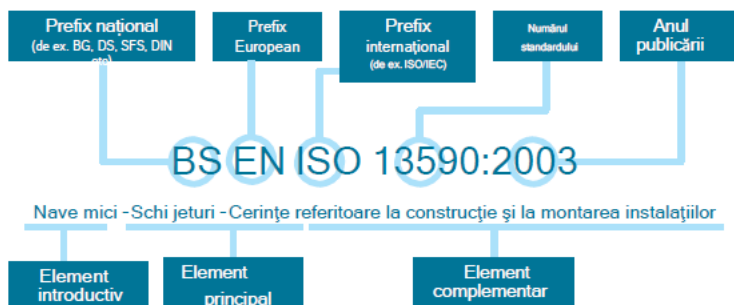 Prefix național
(de ex. BG, DS, SFS, DIN
etc)
Prefix
European
Prefix
internațional
(de ex. ISO/IEC)
Numărul
standardului
Anul
publicării
BS EN ISO 13590:2003
Nave mici -Schi jeturi -Cerințe referitoare la construcție și la montarea instalațiilor
Element
introductiv
Element
principal
Element
complementar